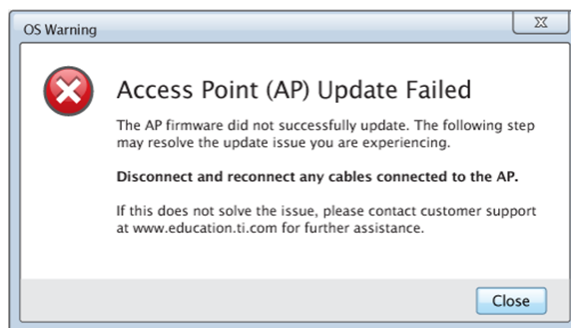 OS Warning
Access Point (AP) Update Failed
The AP firmware did not successfully update. The following step
may resolve the update issue you are experiencing.
Disconnect and reconnect any cables connected to the AP.
If this does not solve the issue, please contact customer support
at www.education.ti.com for further assistance.
Close